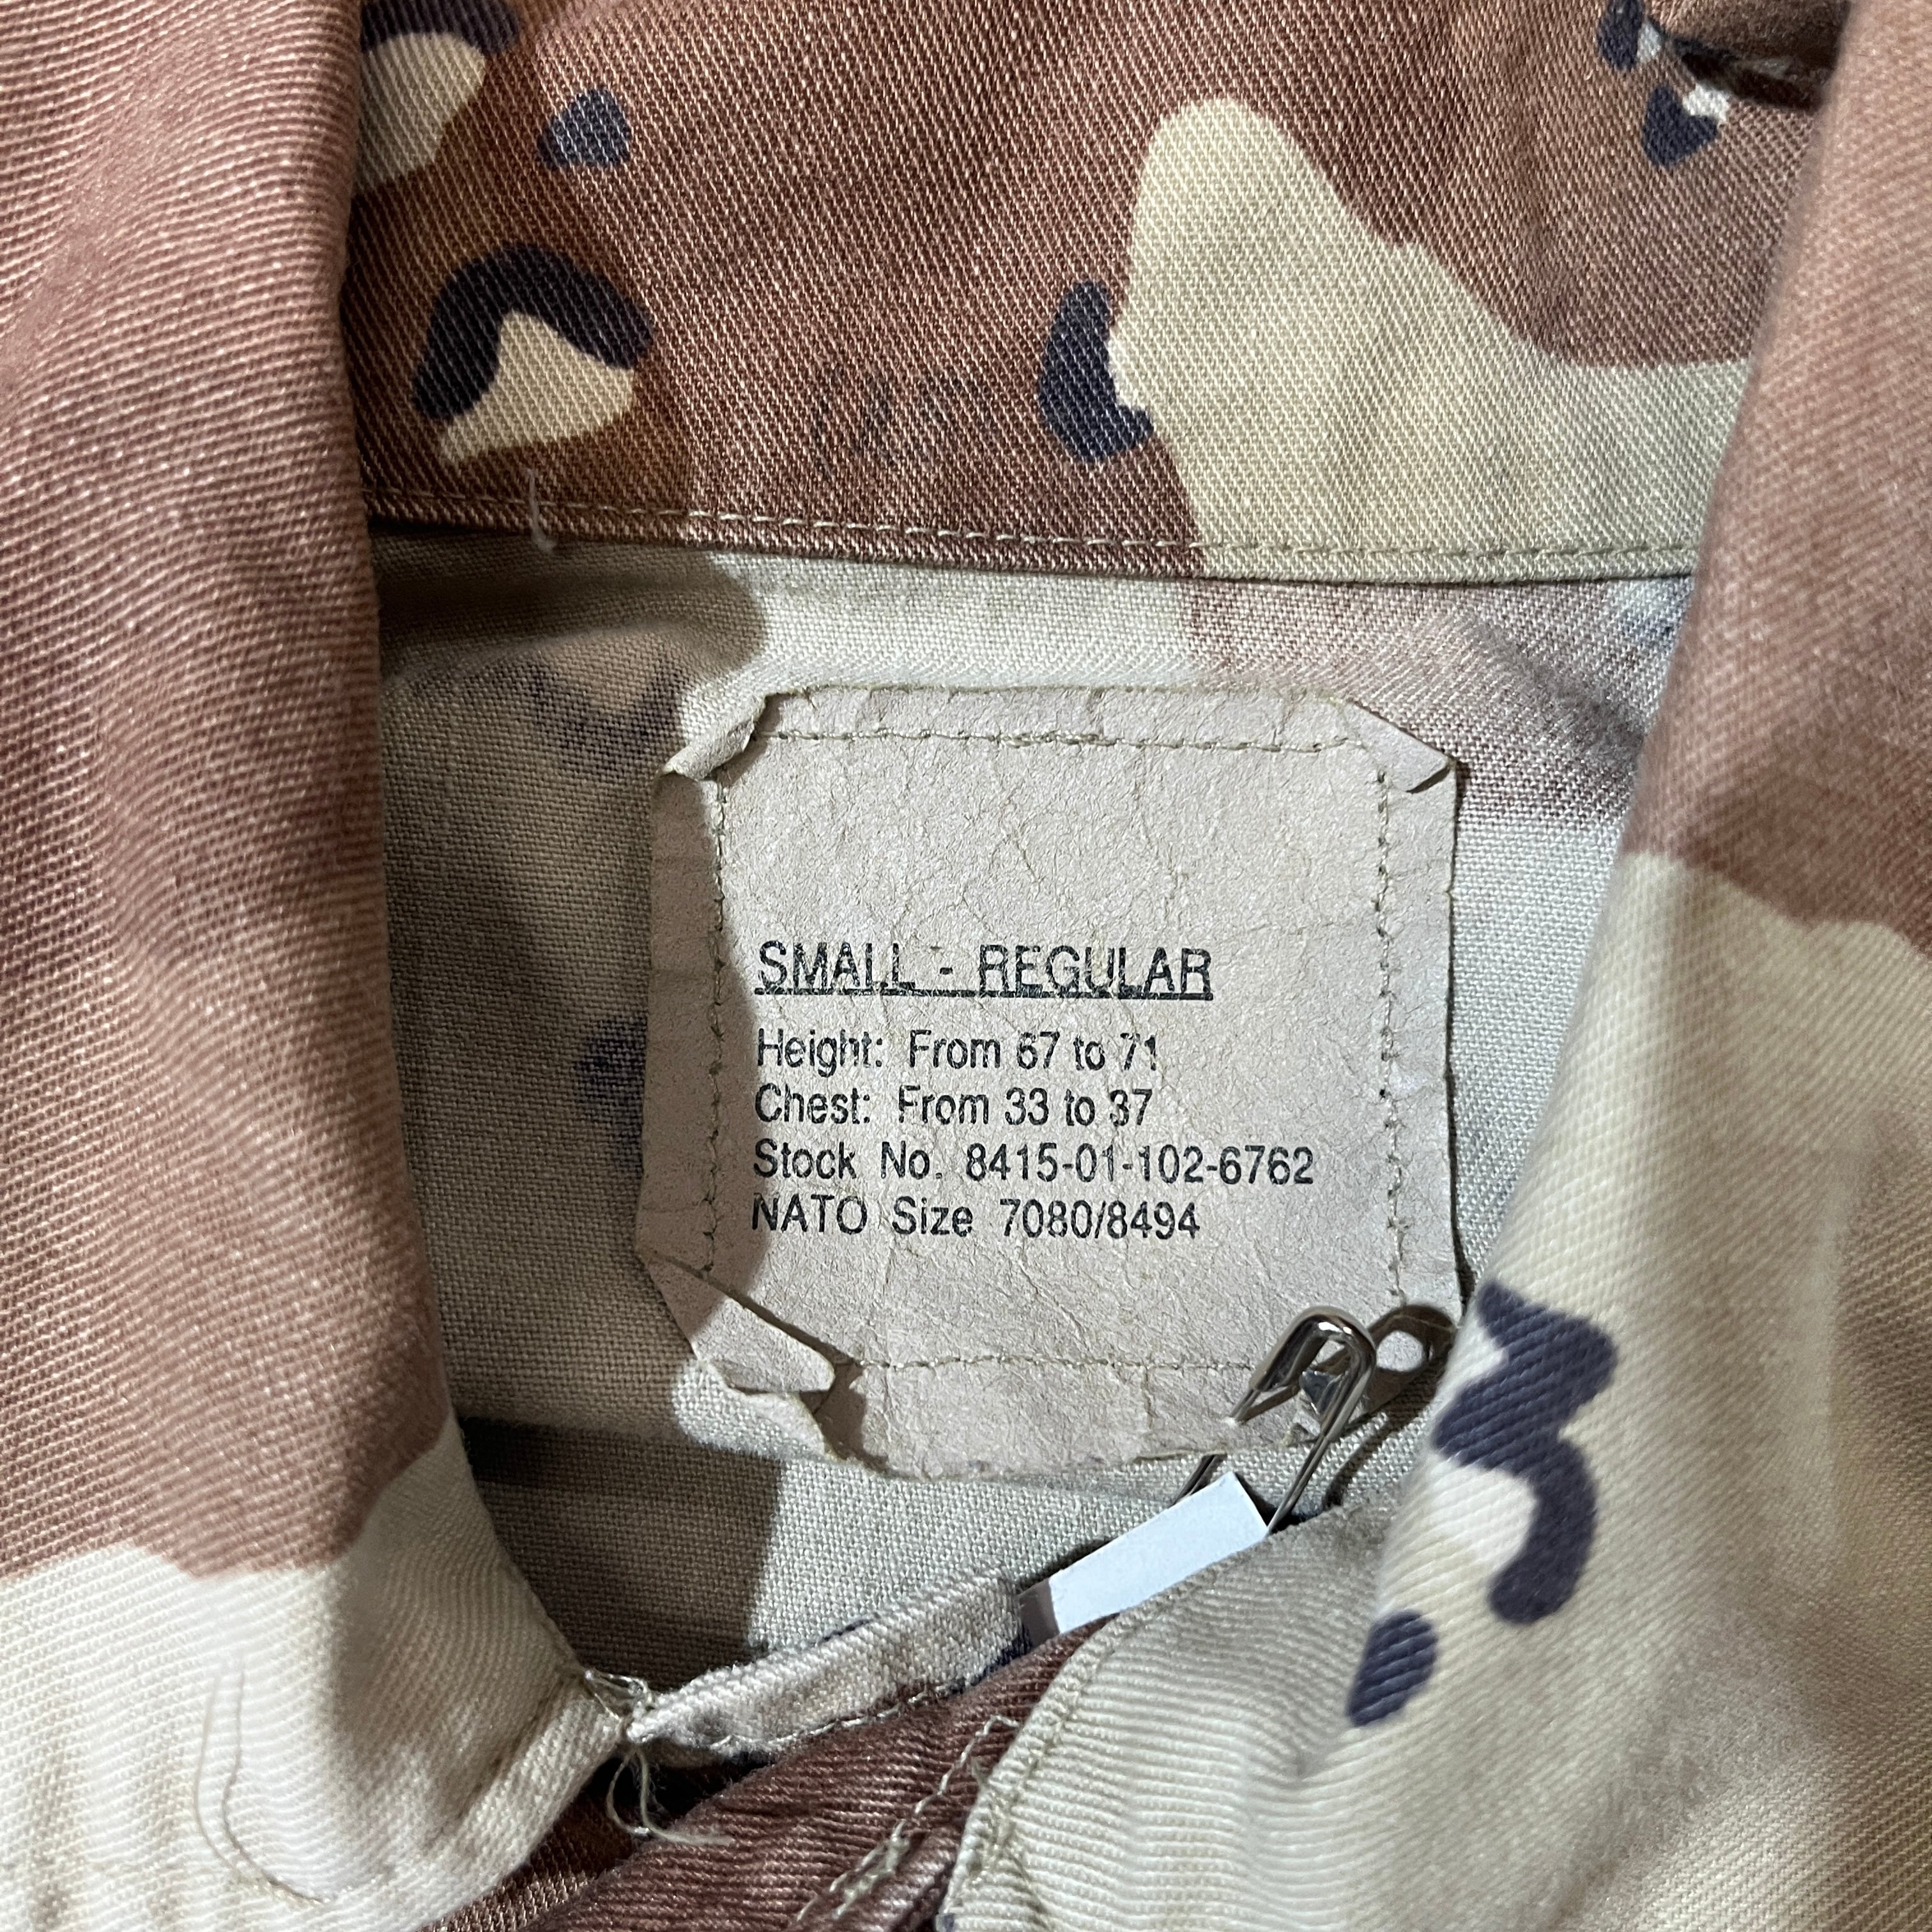 SMALL - REGULAR
Height: From 67 to 71
Chest: From 33 to 37
Stock No. 8415-01-102-6762
NATO Size 7080/8494